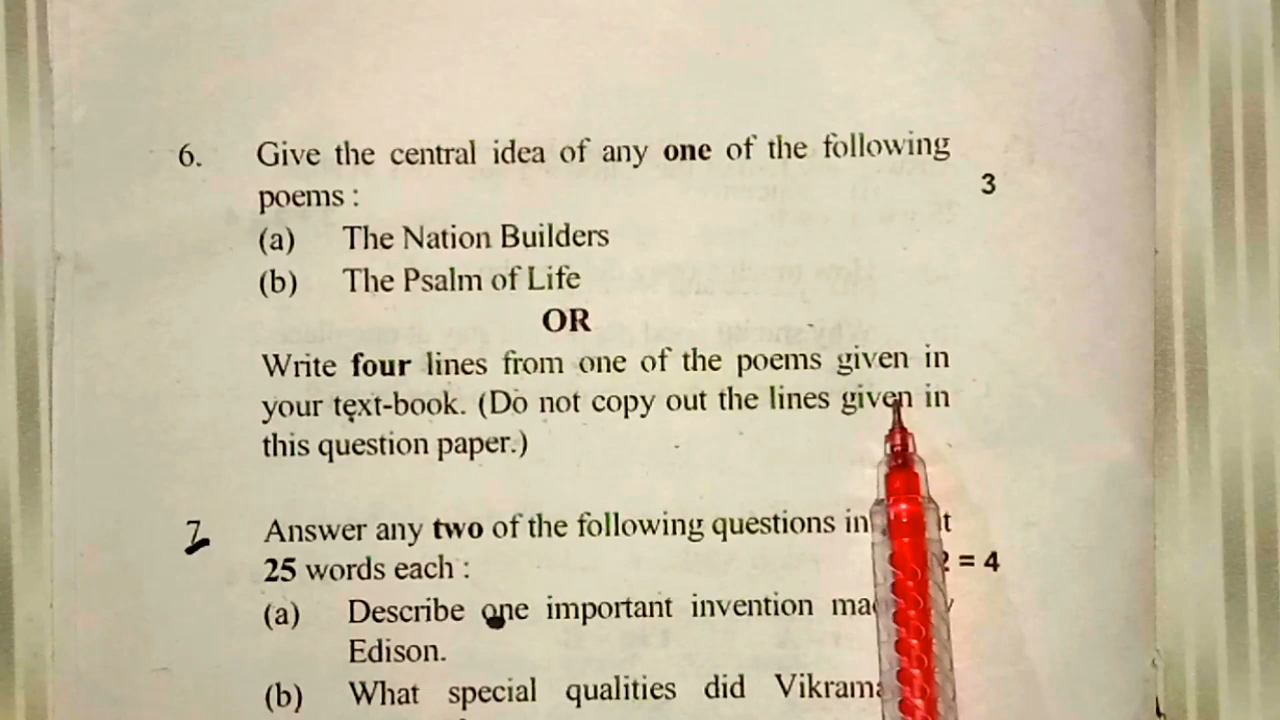 6. Give the central idea of any one of the following
poems : 3
(a) The Nation Builders
(b) The Psalm of Life
OR
Write four lines from one of the poems given in
your text-book. (Do not copy out the lines given in
this question paper.)
7 Answer any two of the following questions in
25 words each : = 4
(a) Describe one important invention
Edison.
(b) What special qualities did